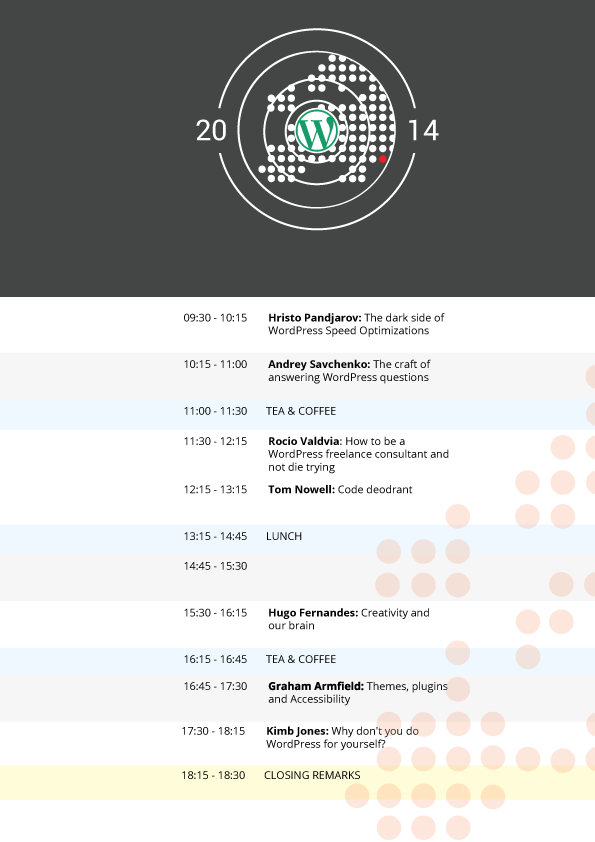 20 14
W
09:30 - 10:15 Hristo Pandjarov: The dark side of
WordPress Speed Optimizations
10:15 - 11:00 Andrey Savchenko: The craft of
answering WordPress questions
11:00 - 11:30 TEA & COFFEE
11:30 - 12:15 Rocio Valdvia: How to be a
WordPress freelance consultant and
not die trying
12:15 - 13:15 Tom Nowell: Code deodrant
13:15 - 14:45 LUNCH
14:45 - 15:30
15:30 - 16:15 Hugo Fernandes: Creativity and
our brain
16:15 - 16:45 TEA & COFFEE
16:45 - 17:30 Graham Armfield: Themes, plugins
and Accessibility
17:30 - 18:15 Kimb Jones: Why don't you do
WordPress for yourself?
18:15 - 18:30 CLOSING REMARKS